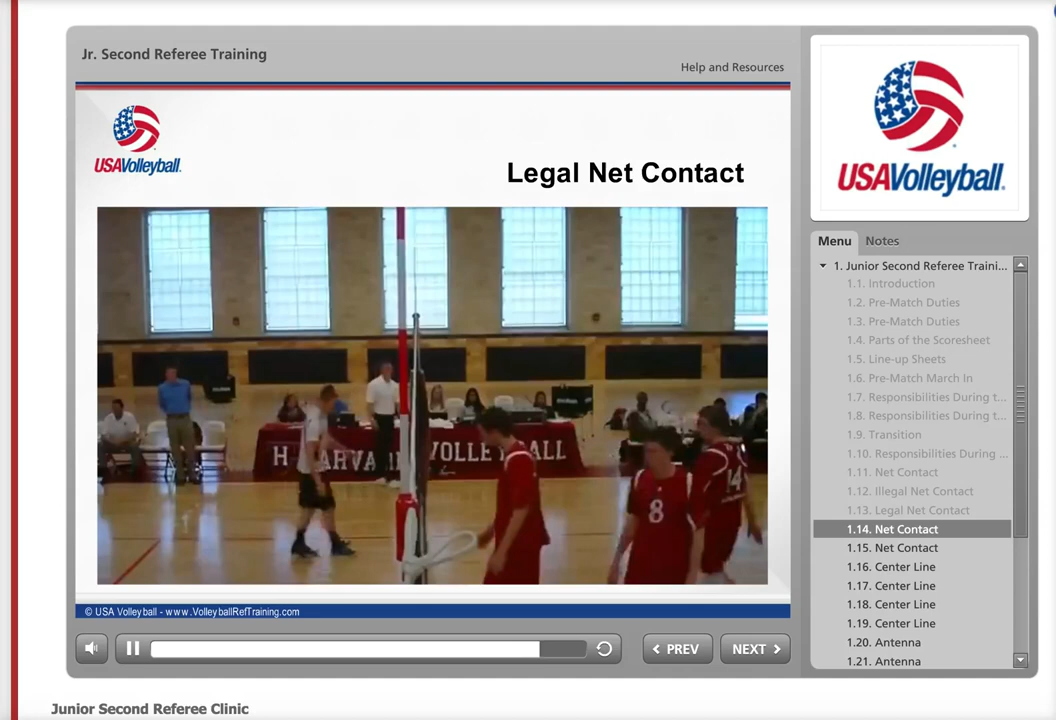 Jr. Second Referee Training
Help and Resources
USAVolleyball.
Legal Net Contact
HARVA
VOLLEYBALL
8
14
© USA Volleyball - www.VolleyballRefTraining.com
PREV
NEXT
USAVolleyball.
Menu Notes
1. Junior Second Referee Traini...
1.1. Introduction
1.2. Pre-Match Duties
1.3. Pre-Match Duties
1.4. Parts of the Scoresheet
1.5. Line-up Sheets
1.6. Pre-Match March In
1.7. Responsibilities During t...
1.8. Responsibilities During t...
1.9. Transition
1.10. Responsibilities During ...
1.11. Net Contact
1.12. Illegal Net Contact
1.13. Legal Net Contact
1.14. Net Contact
1.15. Net Contact
1.16. Center Line
1.17. Center Line
1.18. Center Line
1.19. Center Line
1.20. Antenna
1.21. Antenna
Junior Second Referee Clinic